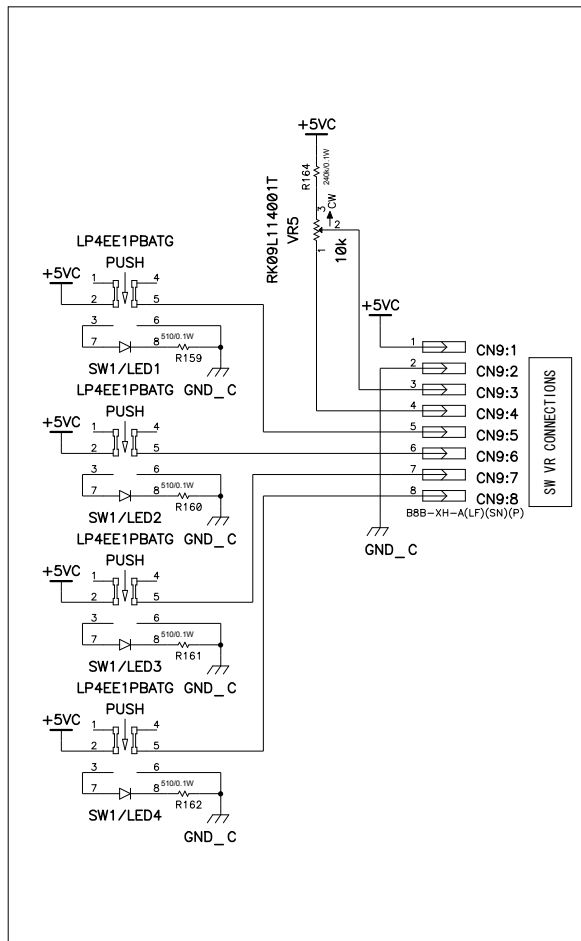 +5VC
R164
240k/0.1W
RK09L114001T
VR5
10k
3
CW
2
1
LP4EE1PBATG
PUSH
+5VC
1
4
2
5
3
6
7
8
510/0.1W
R159
SW1/LED1
GND_C
LP4EE1PBATG
PUSH
+5VC
1
4
2
5
3
6
7
8
510/0.1W
R160
SW1/LED2
GND_C
LP4EE1PBATG
PUSH
+5VC
1
4
2
5
3
6
7
8
510/0.1W
R161
SW1/LED3
GND_C
LP4EE1PBATG
PUSH
+5VC
1
4
2
5
3
6
7
8
510/0.1W
R162
SW1/LED4
GND_C
+5VC
1
CN9:1
2
CN9:2
3
CN9:3
4
CN9:4
5
CN9:5
6
CN9:6
7
CN9:7
8
CN9:8
B8B-XH-A(LF)(SN)(P)
GND_C
SW VR CONNECTIONS